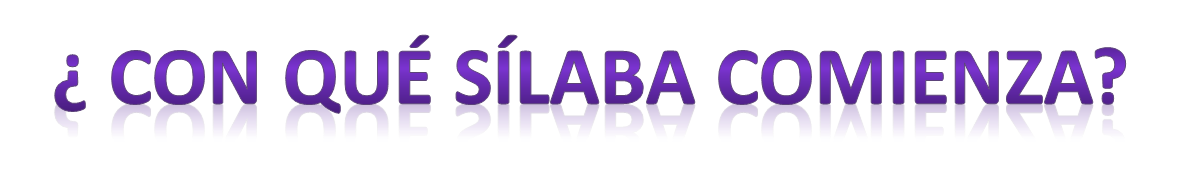 ¿ CON QUÉ SÍLABA COMIENZA?